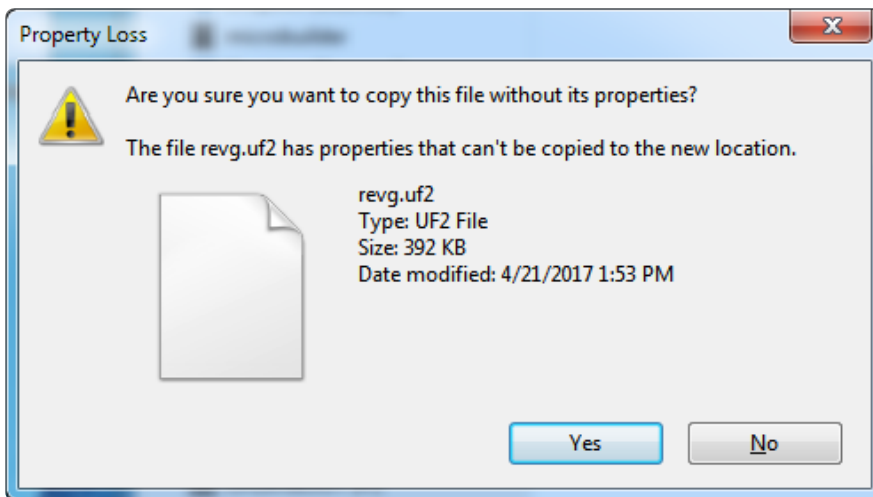 Property Loss
Are you sure you want to copy this file without its properties?
The file revg.uf2 has properties that can't be copied to the new location.
revg.uf2
Type: UF2 File
Size: 392 KB
Date modified: 4/21/2017 1:53 PM
Yes
No